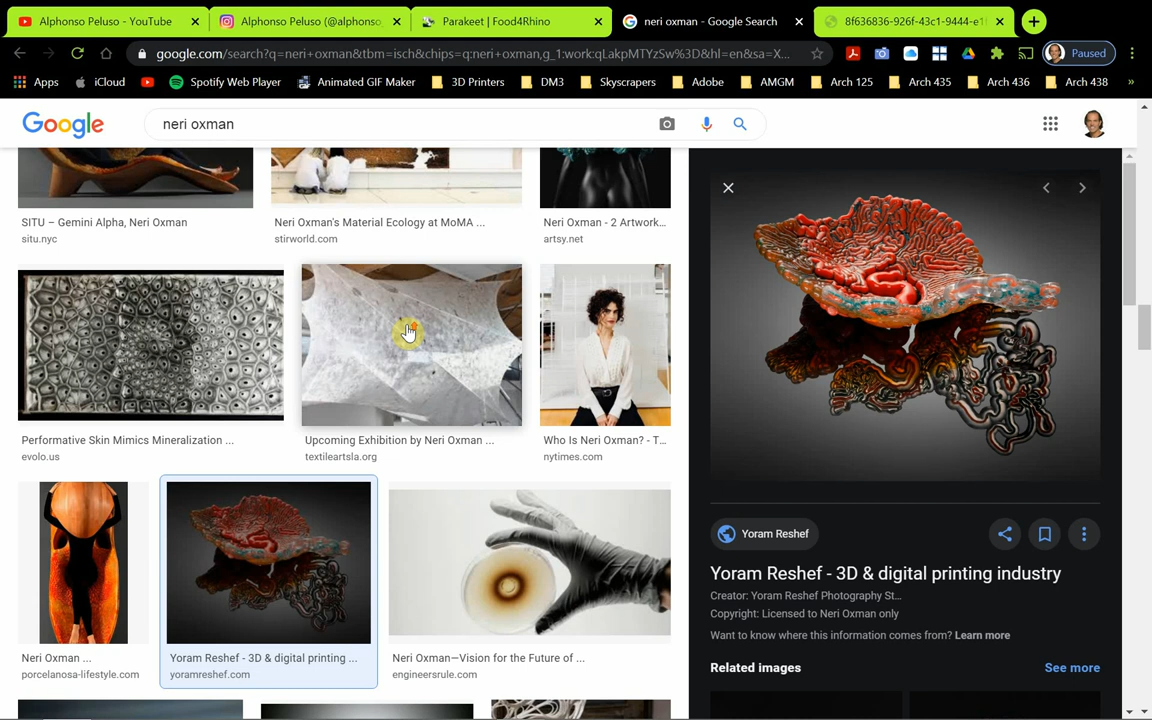 Alphonso Peluso - YouTube
Alphonso Peluso (@alphonso
Parakeet | Food4Rhino
neri oxman - Google Search
8f636836-926f-43c1-9444-e1
google.com/search?q=neri+oxman&tbm=isch&chips=q:neri+oxman,g_1:work:qLakpMTYzSw%3D&hl=en&sa=X...
Paused
Apps
iCloud
Spotify Web Player
Animated GIF Maker
3D Printers
DM3
Skyscrapers
Adobe
AMGM
Arch 125
Arch 435
Arch 436
Arch 438
»
Google
neri oxman
SITU – Gemini Alpha, Neri Oxman
situ.nyc
Neri Oxman's Material Ecology at MoMA ...
stirworld.com
Neri Oxman - 2 Artwork...
artsy.net
Performative Skin Mimics Mineralization ...
evolo.us
Upcoming Exhibition by Neri Oxman ...
textileartsla.org
Who Is Neri Oxman? - T...
nytimes.com
Neri Oxman ...
porcelanosa-lifestyle.com
Yoram Reshef - 3D & digital printing ...
yoramreshef.com
Neri Oxman—Vision for the Future of ...
engineersrule.com
Yoram Reshef
Yoram Reshef - 3D & digital printing industry
Creator: Yoram Reshef Photography St...
Copyright: Licensed to Neri Oxman only
Want to know where this information comes from? Learn more
Related images
See more